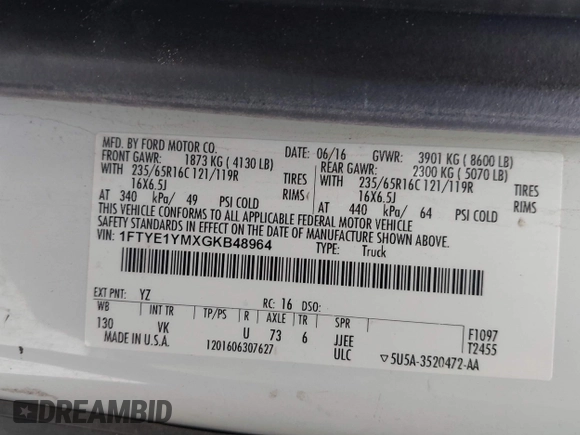 MFD. BY FORD MOTOR CO. DATE: 06/16 GVWR: 3901 KG ( 8600 LB)
FRONT GAWR: 1873 KG ( 4130 LB) REAR GAWR: 2300 KG ( 5070 LB)
WITH 235/65R16C 121/119R TIRES WITH 235/65R16C 121/119R TIRES
16X6.5J RIMS 16X6.5J RIMS
AT 340 kPa/ 49 PSI COLD AT 440 kPa/ 64 PSI COLD
THIS VEHICLE CONFORMS TO ALL APPLICABLE FEDERAL MOTOR VEHICLE
SAFETY STANDARDS IN EFFECT ON THE DATE OF MANUFACTURE SHOWN ABOVE.
VIN: 1FTYE1YMXGKB48964 TYPE: Truck
EXT PNT: YZ RC: 16 DSO:
WB INT TR TP/PS R AXLE TR SPR F1097
130 VK U 73 6 JJEE T2455
MADE IN U.S.A. 1201606307627 ULC ▽5U5A-3520472-AA
DREAMBID